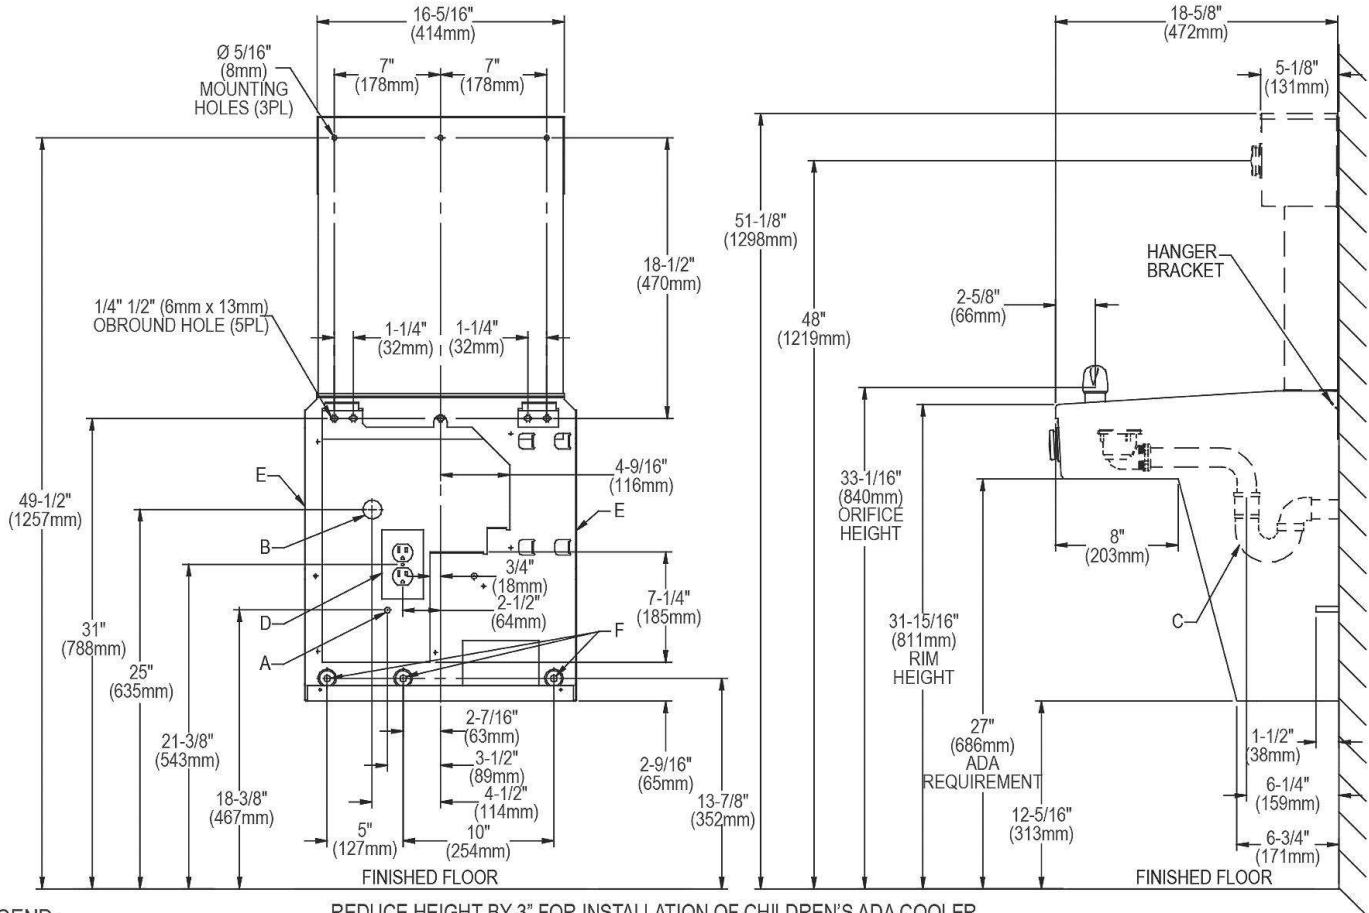 16-5/16"
(414mm)
Ø 5/16"
(8mm)
MOUNTING
HOLES (3PL)
7"
(178mm)
7"
(178mm)
18-1/2"
(470mm)
1/4" 1/2" (6mm x 13mm)
OBROUND HOLE (5PL)
1-1/4"
(32mm)
1-1/4"
(32mm)
49-1/2"
(1257mm)
E
4-9/16"
(116mm)
E
B
3/4"
(18mm)
2-1/2"
(64mm)
7-1/4"
(185mm)
D
F
A
31"
(788mm)
25"
(635mm)
21-3/8"
(543mm)
18-3/8"
(467mm)
2-7/16"
(63mm)
3-1/2"
(89mm)
4-1/2"
(114mm)
5"
(127mm)
10"
(254mm)
2-9/16"
(65mm)
13-7/8"
(352mm)
FINISHED FLOOR
18-5/8"
(472mm)
5-1/8"
(131mm)
51-1/8"
(1298mm)
HANGER
BRACKET
2-5/8"
(66mm)
48"
(1219mm)
33-1/16"
(840mm)
ORIFICE
HEIGHT
8"
(203mm)
31-15/16"
(811mm)
RIM
HEIGHT
C
27"
(686mm)
ADA
REQUIREMENT
1-1/2"
(38mm)
6-1/4"
(159mm)
12-5/16"
(313mm)
6-3/4"
(171mm)
FINISHED FLOOR
REDUCE HEIGHT BY 3" FOR INSTALLATION OF CHILDREN'S ADA COOLER